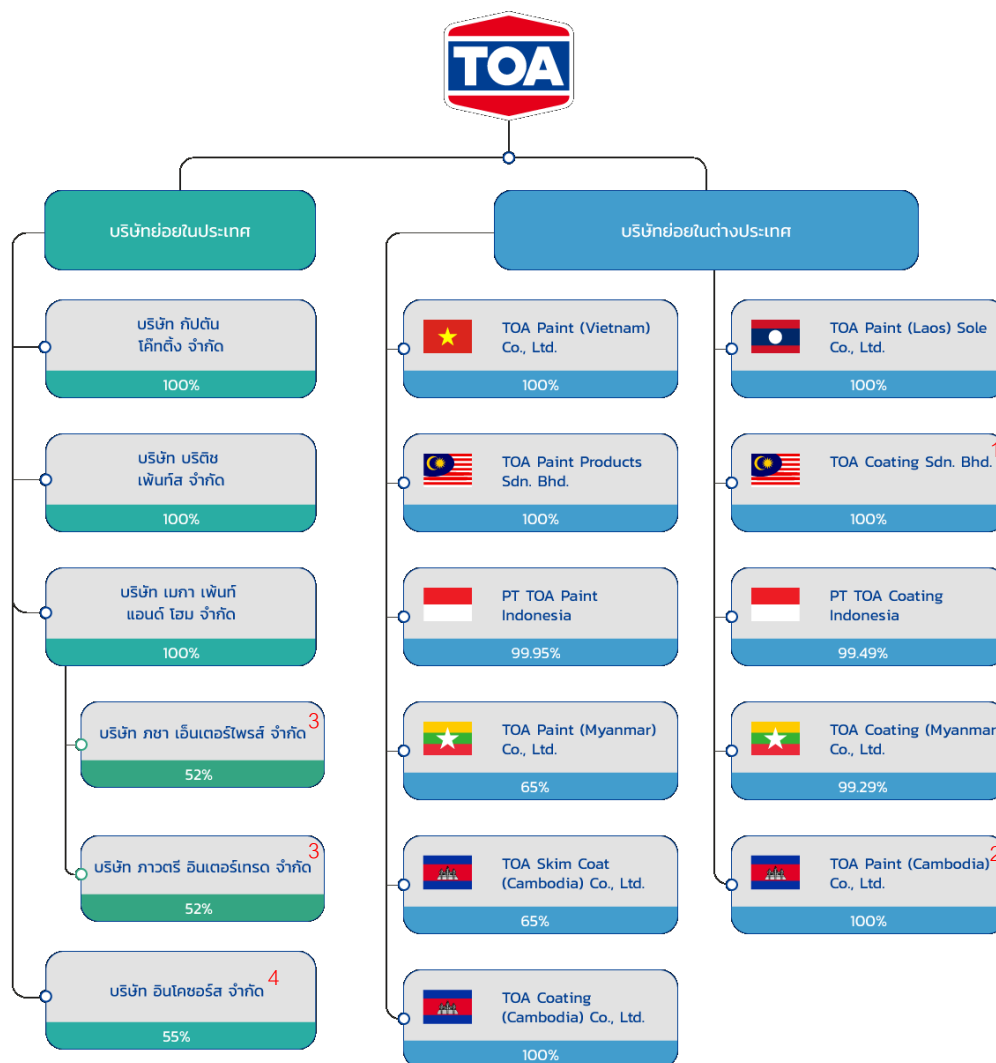 TOA
บริษัทย่อยในประเทศ
บริษัทย่อยในต่างประเทศ
บริษัท กัปตัน
โค๊ทติ้ง จำกัด
100%
บริษัท บริติช
เพ้นท์ส จำกัด
100%
บริษัท เมกา เพ้นท์
แอนด์ โฮม จำกัด
100%
บริษัท ภชา เอ็นเตอร์ไพรส์ จำกัด 3
52%
บริษัท ภาวตรี อินเตอร์เทรด จำกัด 3
52%
บริษัท อินโคซอร์ส จำกัด 4
55%
TOA Paint (Vietnam)
Co., Ltd.
100%
TOA Paint Products
Sdn. Bhd.
100%
PT TOA Paint
Indonesia
99.95%
TOA Paint (Myanmar)
Co., Ltd.
65%
TOA Skim Coat
(Cambodia) Co., Ltd.
65%
TOA Coating
(Cambodia) Co., Ltd.
100%
TOA Paint (Laos) Sole
Co., Ltd.
100%
TOA Coating Sdn. Bhd. 1
100%
PT TOA Coating
Indonesia
99.49%
TOA Coating (Myanmar
Co., Ltd.
99.29%
TOA Paint (Cambodia) 2
Co., Ltd.
100%